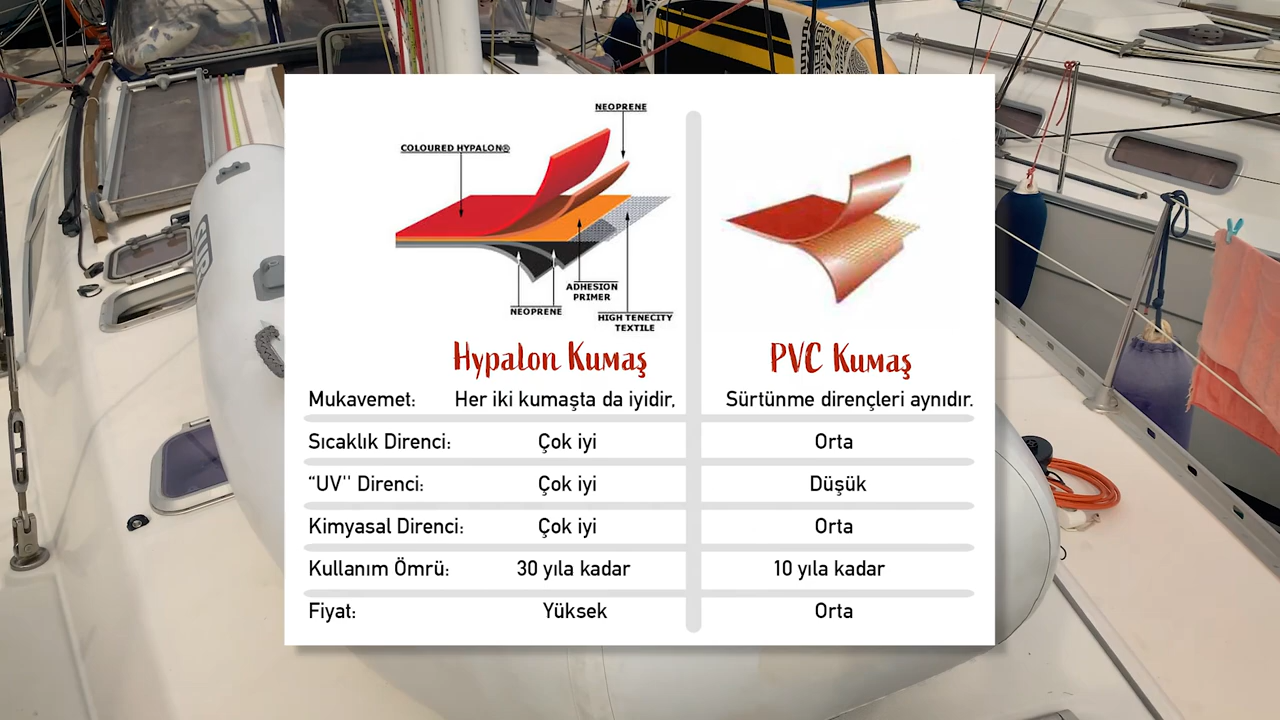 NEOPRENE
COLOURED HYPALON®
ADHESION
PRIMER
NEOPRENE
HIGH TENECITY
TEXTILE
Hypalon Kumaş
PVC Kumaş
Mukavemet: Her iki kumaşta da iyidir, Sürtünme dirençleri aynıdır.
Sıcaklık Direnci: Çok iyi Orta
“UV'' Direnci: Çok iyi Düşük
Kimyasal Direnci: Çok iyi Orta
Kullanım Ömrü: 30 yıla kadar 10 yıla kadar
Fiyat: Yüksek Orta